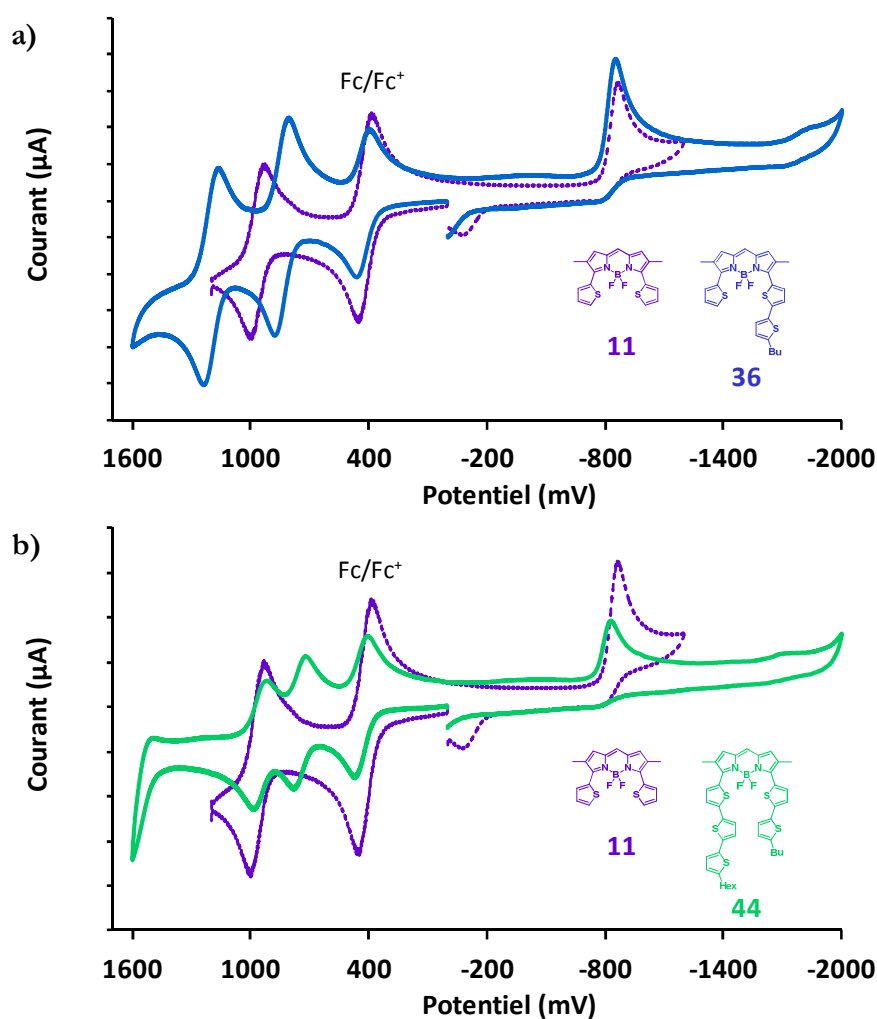 a)
Fc/Fc⁺
Courant (µA)
N N
B
F F
S S
S
Bu
11
36
1600 1000 400 -200 -800 -1400 -2000
Potentiel (mV)
b)
Fc/Fc⁺
Courant (µA)
N N
B
F F
S S
S S
S
Bu
Hex
11
44
1600 1000 400 -200 -800 -1400 -2000
Potentiel (mV)